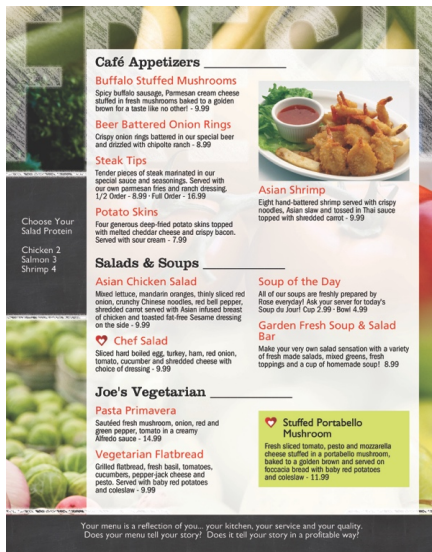 FRESH
Café Appetizers
Buffalo Stuffed Mushrooms
Spicy buffalo sausage, Parmesan cream cheese
stuffed in fresh mushrooms baked to a golden
brown for a taste like no other! - 9.99
Beer Battered Onion Rings
Crispy onion rings battered in our special beer
and drizzled with chipolte ranch - 8.99
Steak Tips
Tender pieces of steak marinated in our
special sauce and seasonings. Served with
our own parmesan fries and ranch dressing.
1/2 Order - 8.99 · Full Order - 16.99
Potato Skins
Four generous deep-fried potato skins topped
with melted cheddar cheese and crispy bacon.
Served with sour cream - 7.99
Asian Shrimp
Eight hand-battered shrimp served with crispy
noodles, Asian slaw and tossed in Thai sauce
topped with shredded carrot - 9.99
Choose Your
Salad Protein
Chicken 2
Salmon 3
Shrimp 4
Salads & Soups
Asian Chicken Salad
Mixed lettuce, mandarin oranges, thinly sliced red
onion, crunchy Chinese noodles, red bell pepper,
shredded carrot served with Asian infused breast
of chicken and toasted fat-free Sesame dressing
on the side - 9.99
Chef Salad
Sliced hard boiled egg, turkey, ham, red onion,
tomato, cucumber and shredded cheese with
choice of dressing - 9.99
Soup of the Day
All of our soups are freshly prepared by
Rose everyday! Ask your server for today's
Soup du Jour! Cup 2.99 · Bowl 4.99
Garden Fresh Soup & Salad
Bar
Make your very own salad sensation with a variety
of fresh made salads, mixed greens, fresh
toppings and a cup of homemade soup! 8.99
Joe's Vegetarian
Pasta Primavera
Sautéed fresh mushroom, onion, red and
green pepper, tomato in a creamy
Alfredo sauce - 14.99
Vegetarian Flatbread
Grilled flatbread, fresh basil, tomatoes,
cucumbers, pepper-jack cheese and
pesto. Served with baby red potatoes
and coleslaw - 9.99
Stuffed Portabello
Mushroom
Fresh sliced tomato, pesto and mozzarella
cheese stuffed in a portabello mushroom,
baked to a golden brown and served on
foccacia bread with baby red potatoes
and coleslaw - 11.99
Your menu is a reflection of you... your kitchen, your service and your quality.
Does your menu tell your story? Does it tell your story in a profitable way?